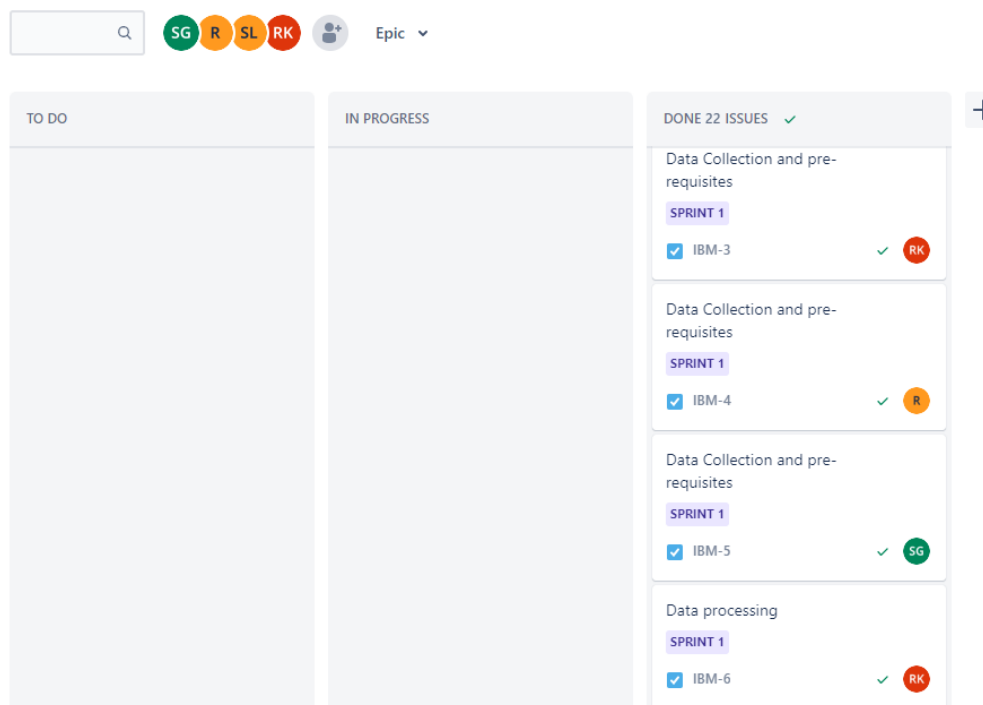 SG R SL RK Epic
TO DO
IN PROGRESS
DONE 22 ISSUES
Data Collection and pre-
requisites
SPRINT 1
IBM-3 RK
Data Collection and pre-
requisites
SPRINT 1
IBM-4 R
Data Collection and pre-
requisites
SPRINT 1
IBM-5 SG
Data processing
SPRINT 1
IBM-6 RK